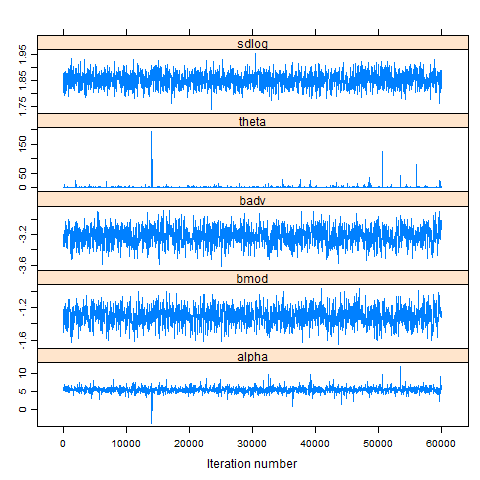 sdlog
1.75 1.85 1.95
theta
0 50 150
badv
-3.6 -3.2
bmod
-1.6 -1.2
alpha
0 5 10
0 10000 20000 30000 40000 50000 60000
Iteration number